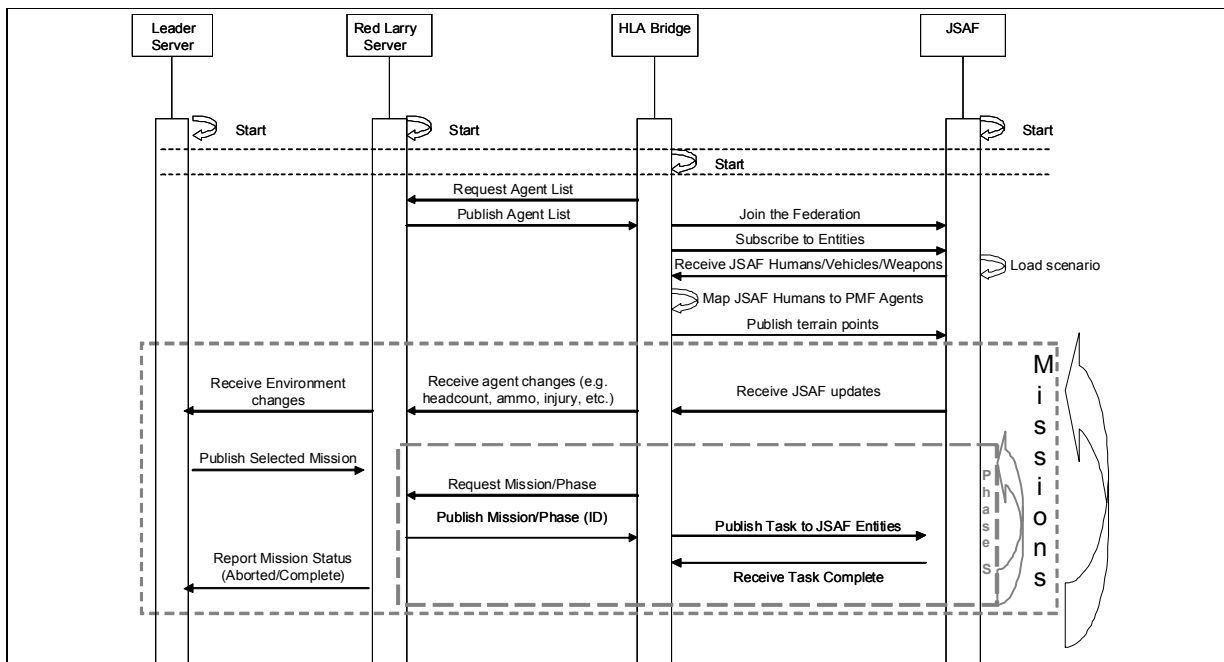 Leader
Server
Red Larry
Server
HLA Bridge
JSAF
Start
Start
Start
Start
Request Agent List
Publish Agent List
Join the Federation
Subscribe to Entities
Receive JSAF Humans/Vehicles/Weapons
Load scenario
Map JSAF Humans to PMF Agents
Publish terrain points
Missions
Receive Environment
changes
Receive agent changes (e.g.
headcount, ammo, injury, etc.)
Receive JSAF updates
Publish Selected Mission
Phases
Request Mission/Phase
Publish Mission/Phase (ID)
Publish Task to JSAF Entities
Report Mission Status
(Aborted/Complete)
Receive Task Complete